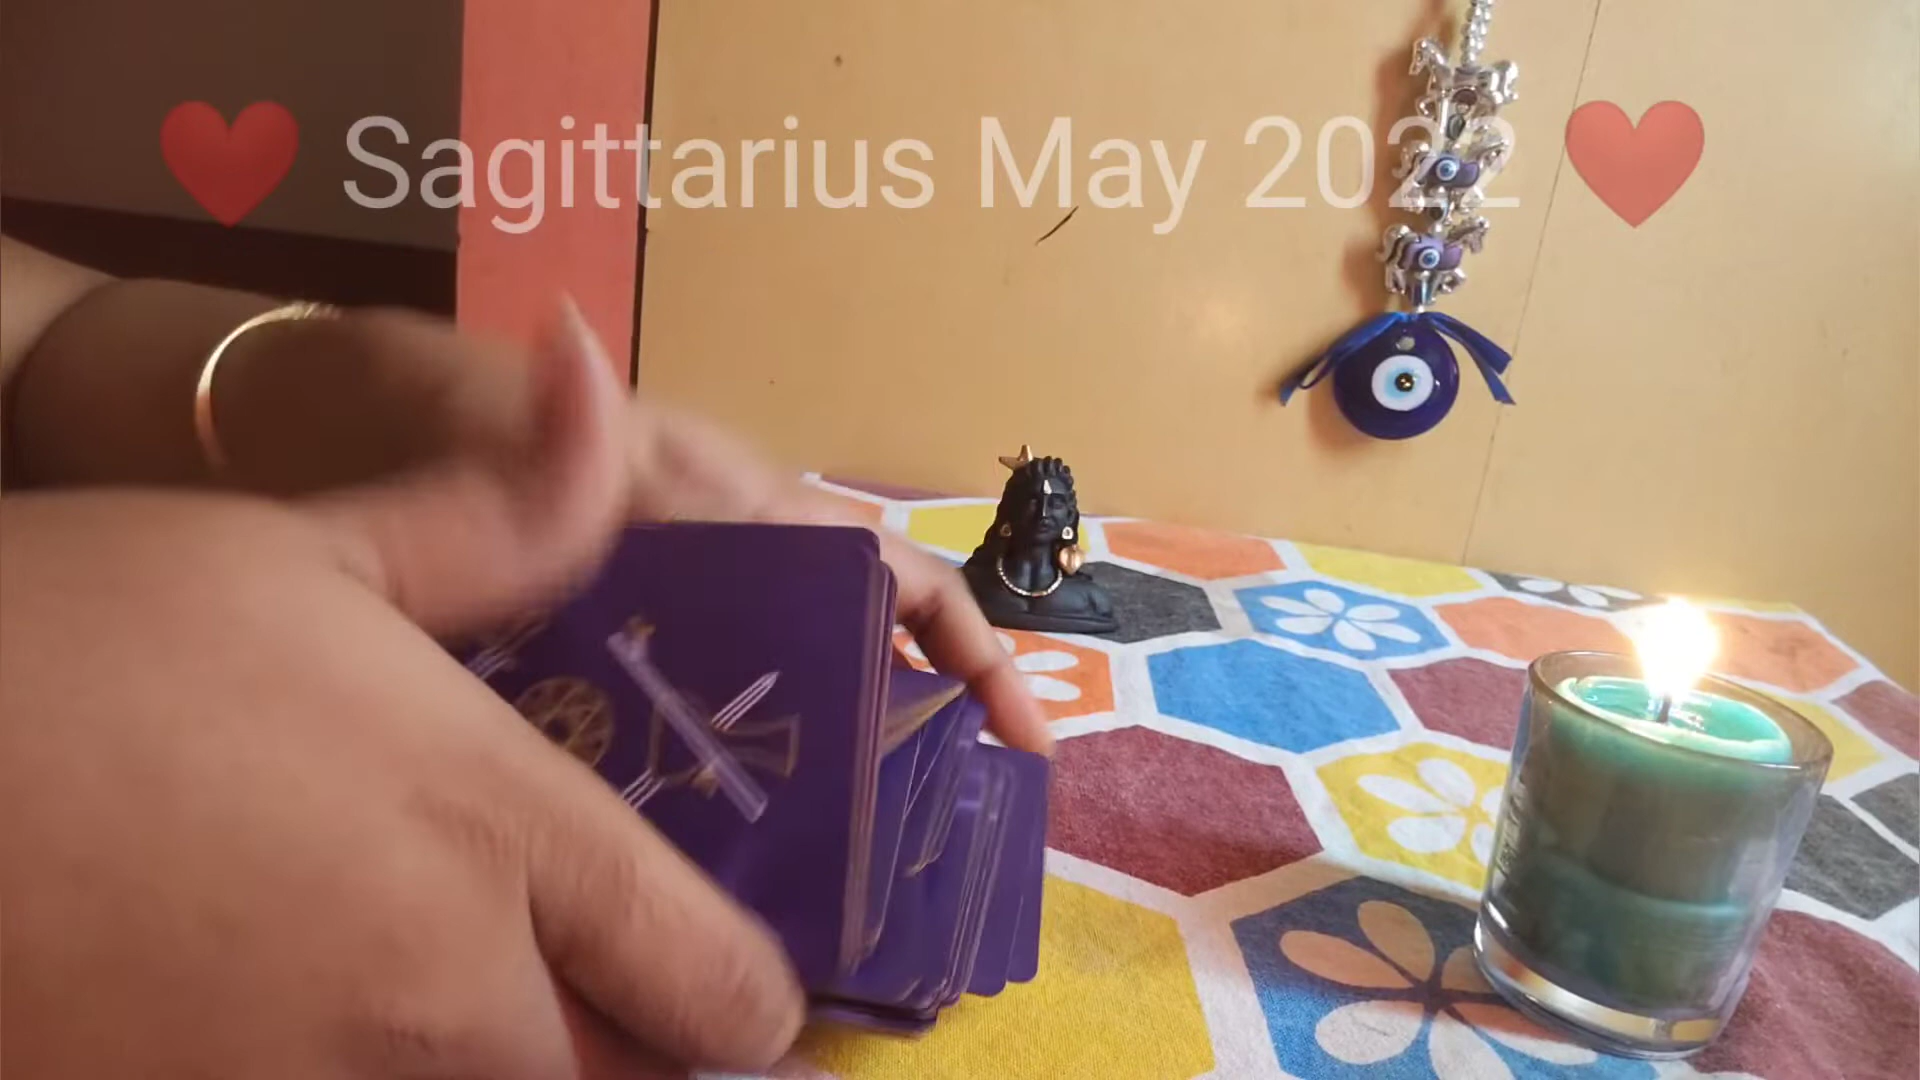 ❤️ Sagittarius May 2022 ❤️